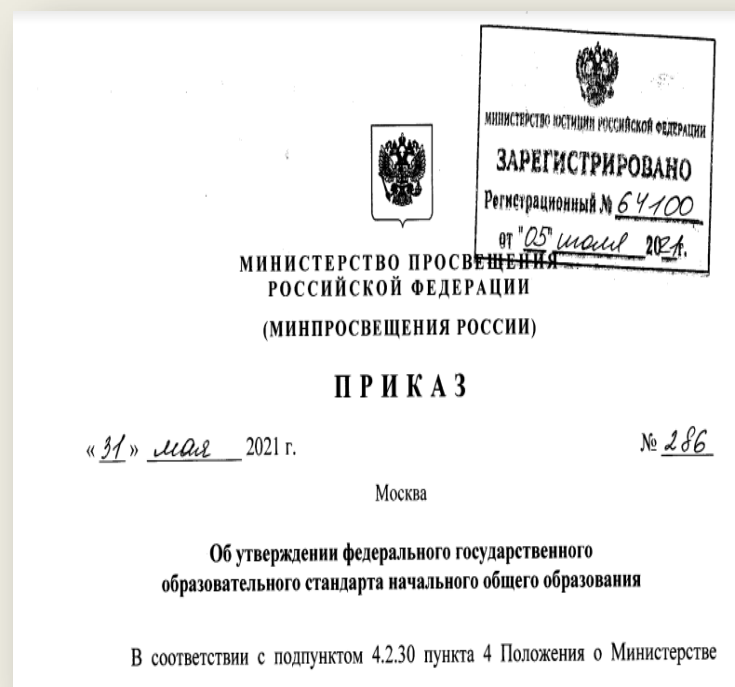 МИНИСТЕРСТВО ЮСТИЦИИ РОССИЙСКОЙ ФЕДЕРАЦИИ
ЗАРЕГИСТРИРОВАНО
Регистрационный № 64100
от "05" июля 2021г.
МИНИСТЕРСТВО ПРОСВЕЩЕНИЯ
РОССИЙСКОЙ ФЕДЕРАЦИИ
(МИНПРОСВЕЩЕНИЯ РОССИИ)
ПРИКАЗ
« 31 » мая 2021 г.
№ 286
Москва
Об утверждении федерального государственного
образовательного стандарта начального общего образования
В соответствии с подпунктом 4.2.30 пункта 4 Положения о Министерстве